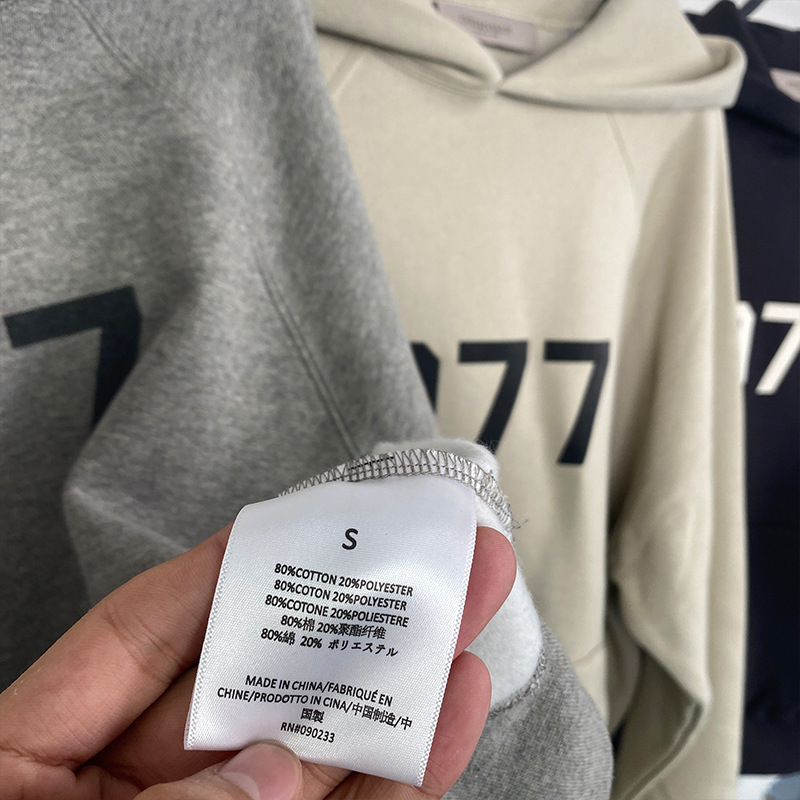 7
77
77
S
80%COTTON 20%POLYESTER
80%COTON 20%POLYESTER
80%COTONE 20%POLIESTERE
80%棉 20%聚酯纤维
80%綿 20% ポリエステル
MADE IN CHINA/FABRIQUÉ EN
CHINE/PRODOTTO IN CINA/中国制造/中
国製
RN#090233